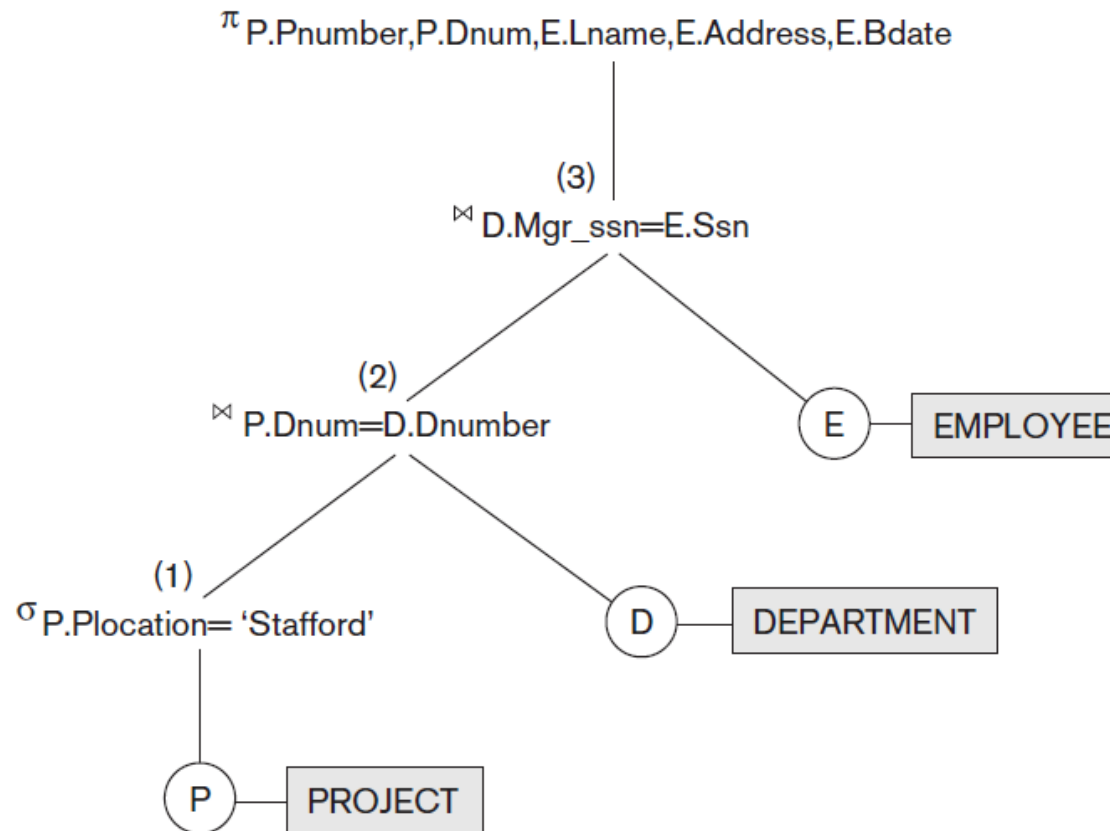 π P.Pnumber,P.Dnum,E.Lname,E.Address,E.Bdate
(3)
⋈ D.Mgr_ssn=E.Ssn
(2)
⋈ P.Dnum=D.Dnumber
E
EMPLOYEE
(1)
σ P.Plocation= ‘Stafford’
D
DEPARTMENT
P
PROJECT